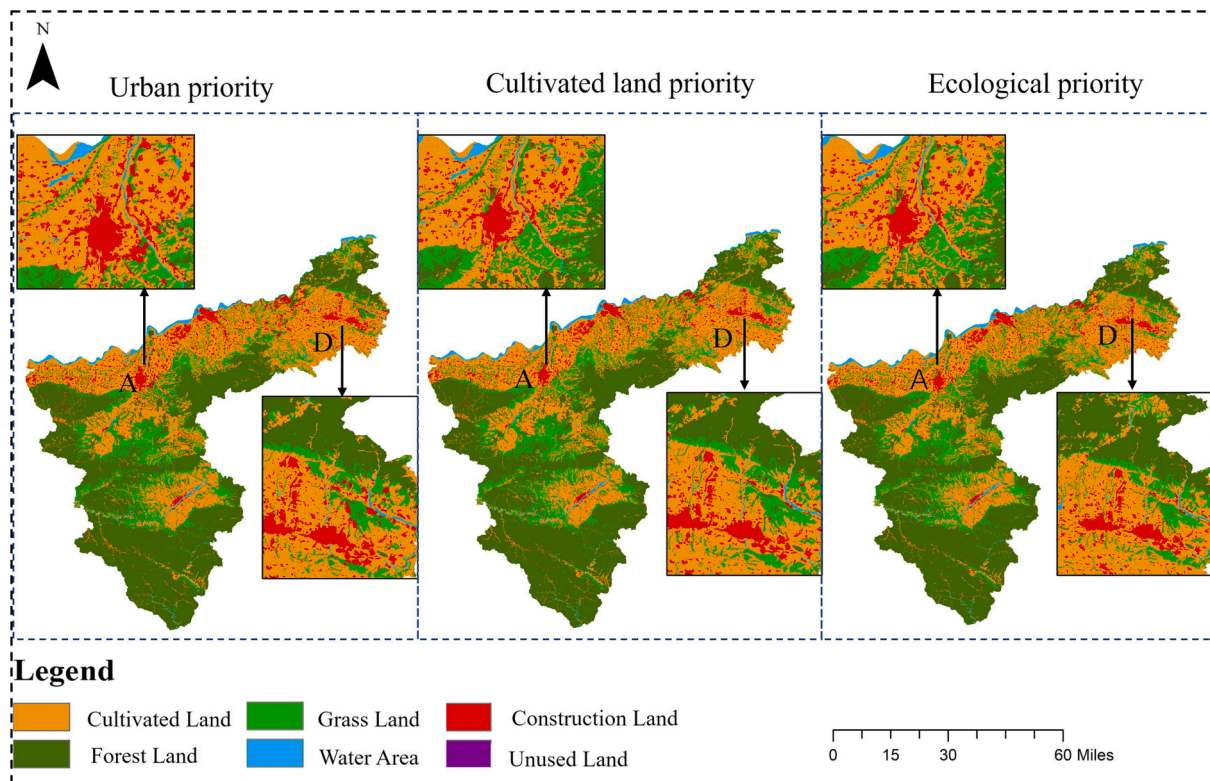 N
Urban priority
Cultivated land priority
Ecological priority
A
D
A
D
A
D
Legend
Cultivated Land
Grass Land
Construction Land
Forest Land
Water Area
Unused Land
0 15 30 60 Miles